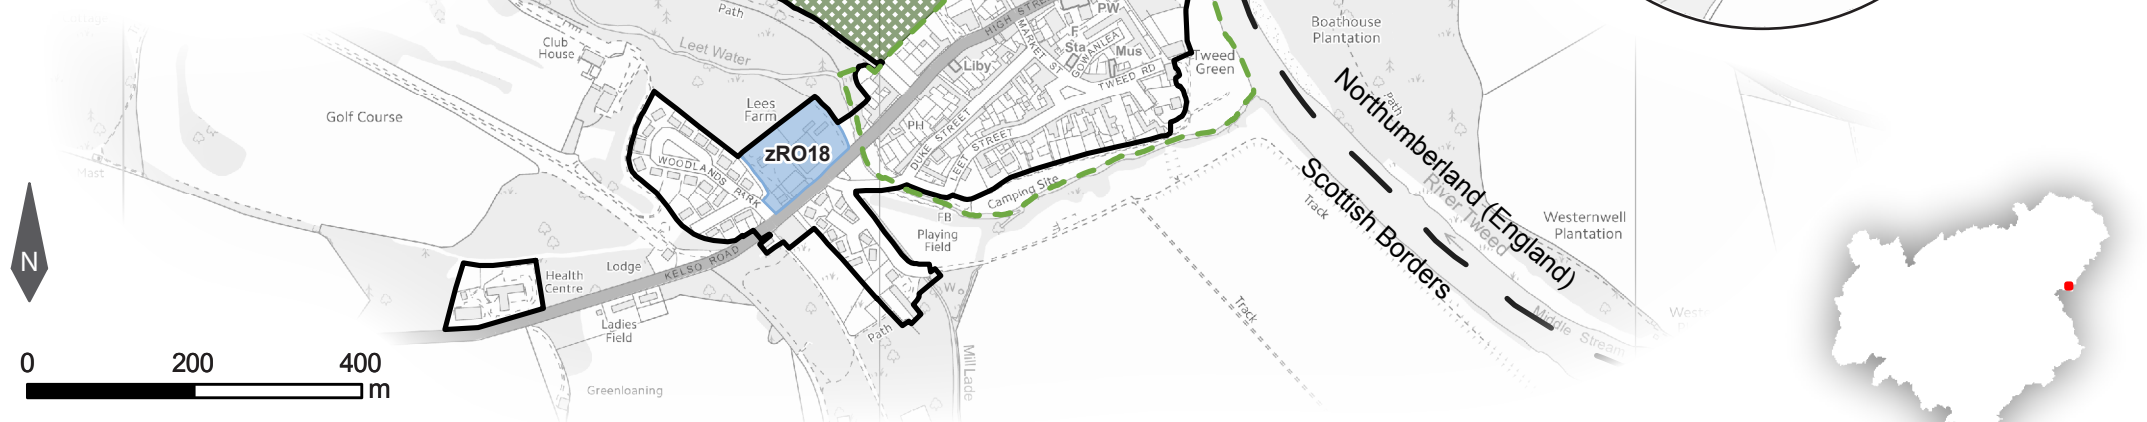 Path
HIGH STRE
PW
Boathouse
Plantation
Club
House
Leet Water
MARKET ST
F
Sta
GOWANLEA
Mus
Liby
Tweed
Green
TWEED RD
Lees
Farm
Golf Course
PH
DUKE STREET
LEET STREET
Path
Northumberland (England)
zRO18
WOODLANDS PARK
Mast
Camping Site
Scottish Borders
River Tweed
Track
FB
Playing
Field
Westernwell
Plantation
N
KELSO ROAD
Lodge
Health
Centre
W
Track
Ladies
Field
Path
Middle Stream
Weste
0 200 400
m
Mill Lade
Greenloaning